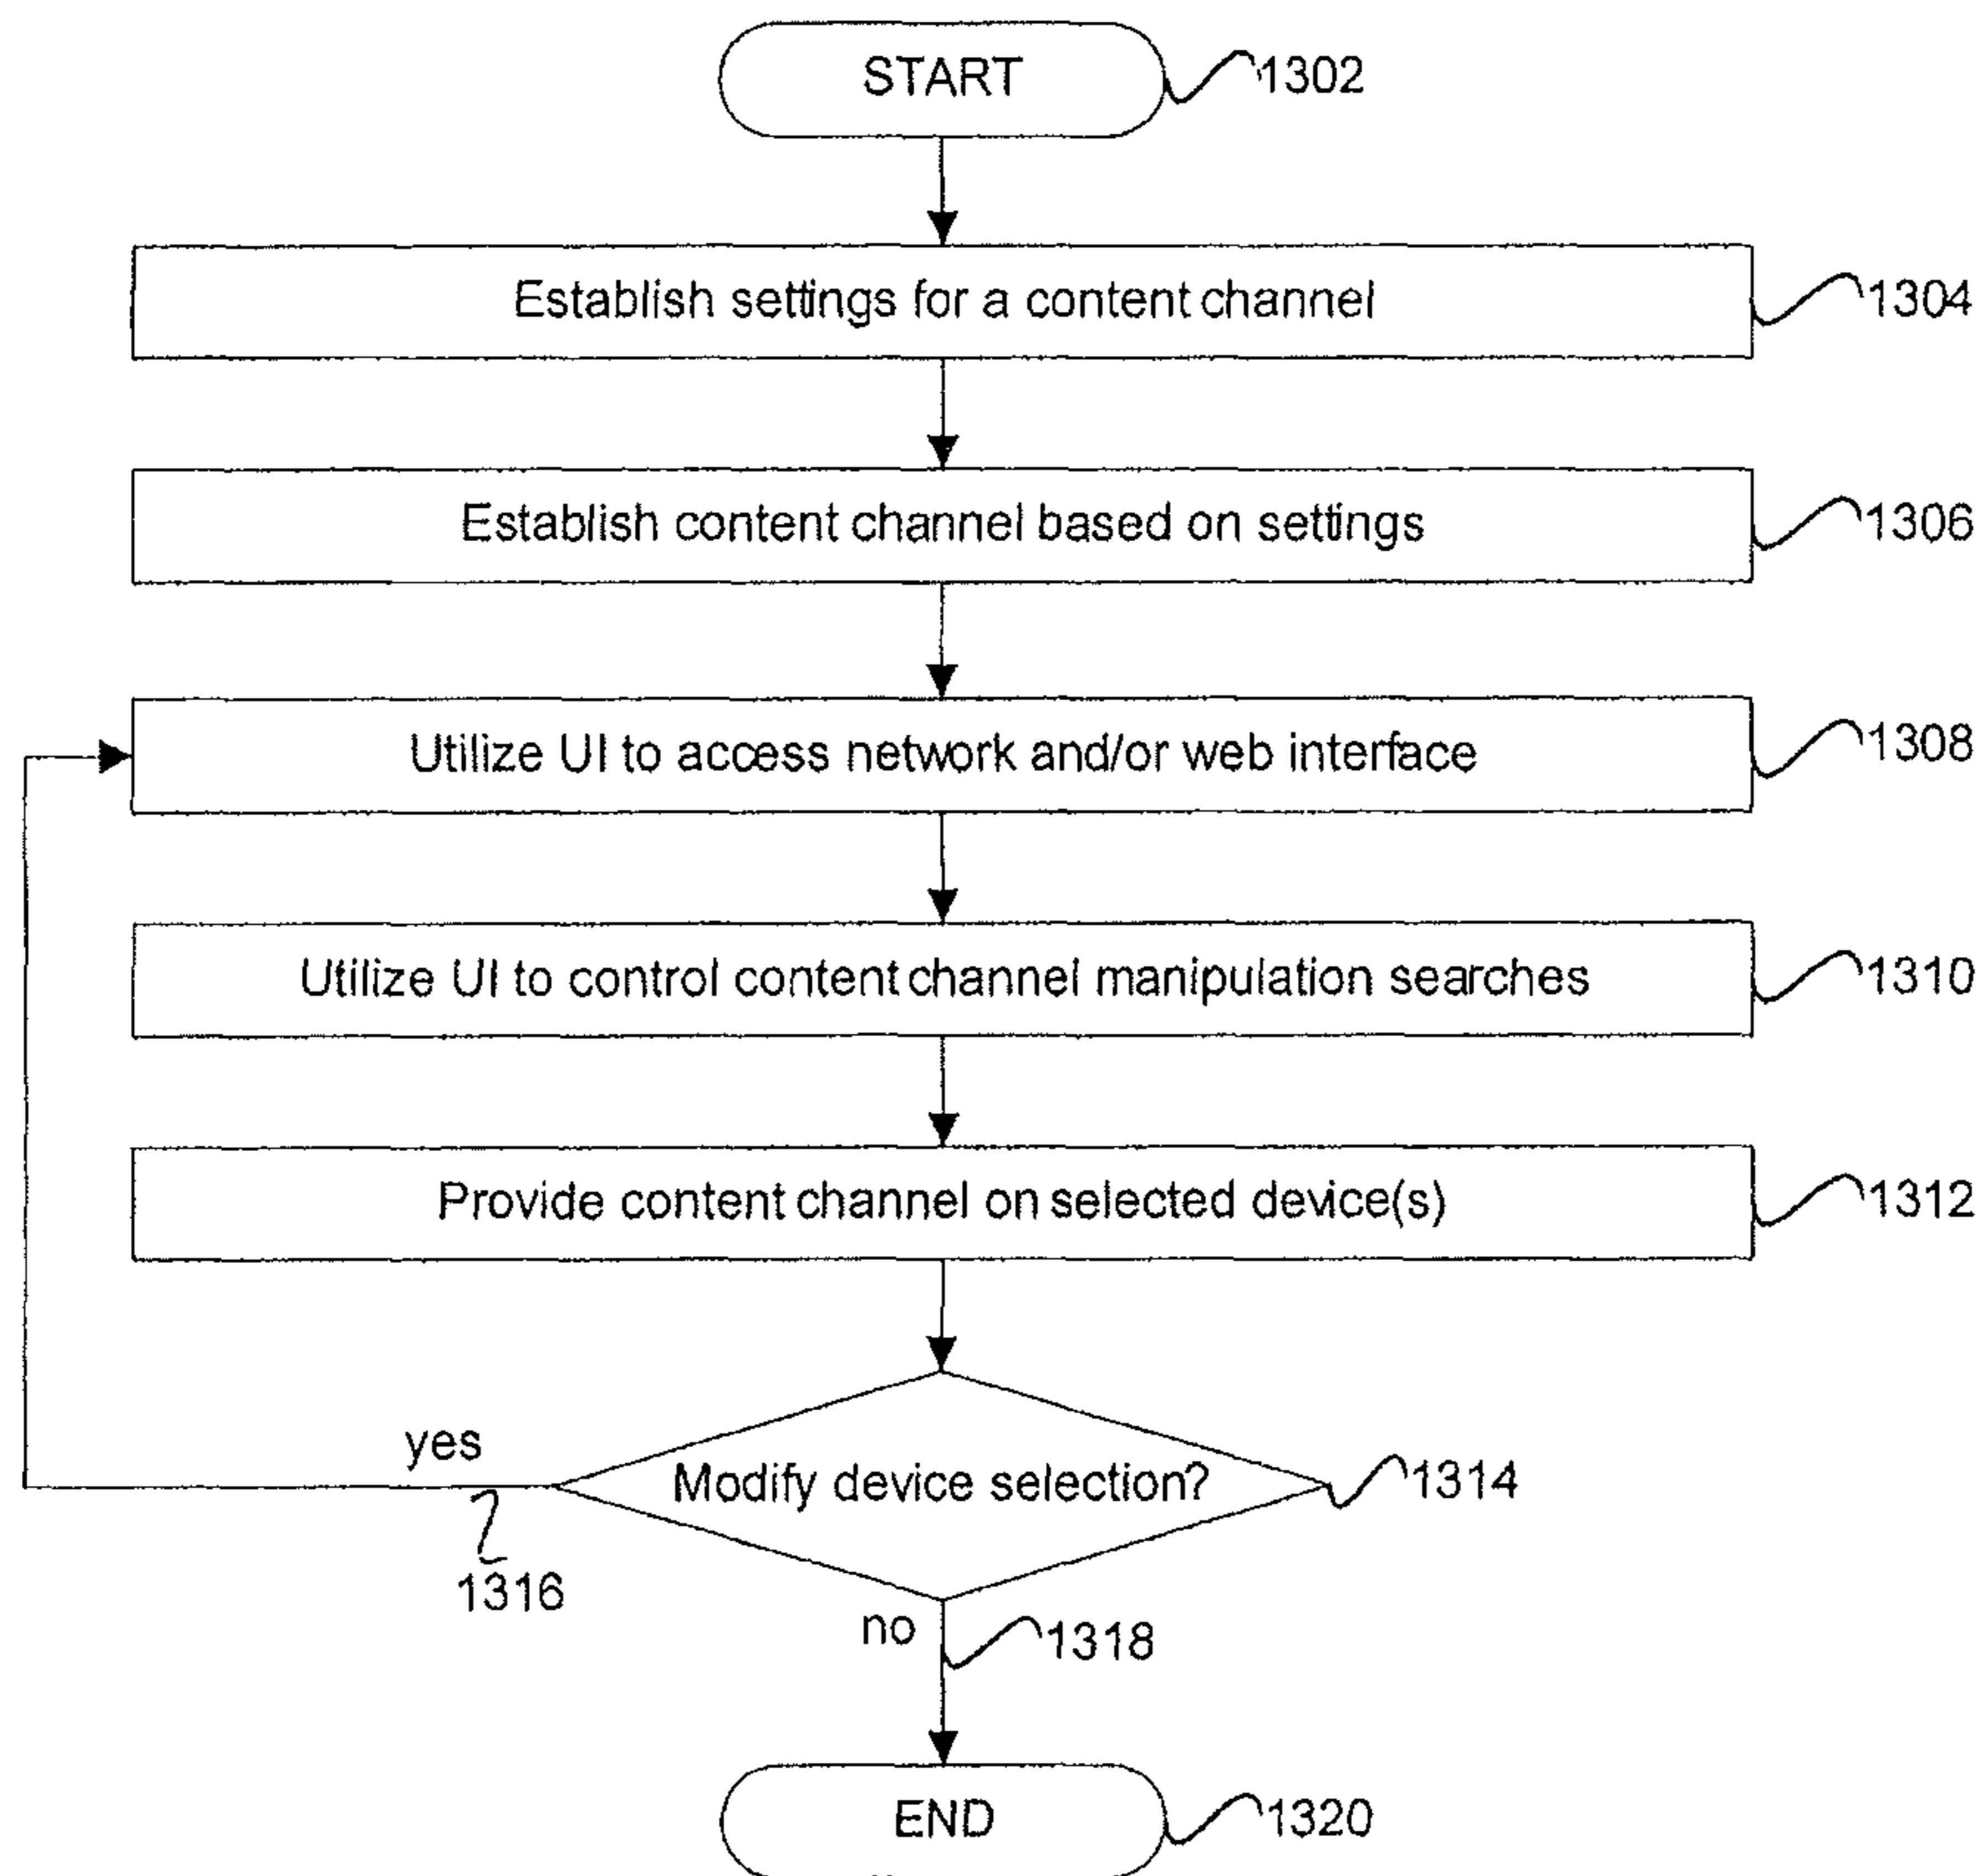 START
1302
Establish settings for a content channel
1304
Establish content channel based on settings
1306
Utilize UI to access network and/or web interface
1308
Utilize UI to control content channel manipulation searches
1310
Provide content channel on selected device(s)
1312
yes
Modify device selection?
1314
1316
no
1318
END
1320